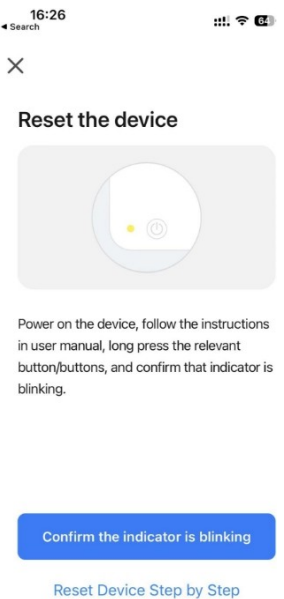 16:26
Search
64
Reset the device
Power on the device, follow the instructions
in user manual, long press the relevant
button/buttons, and confirm that indicator is
blinking.
Confirm the indicator is blinking
Reset Device Step by Step